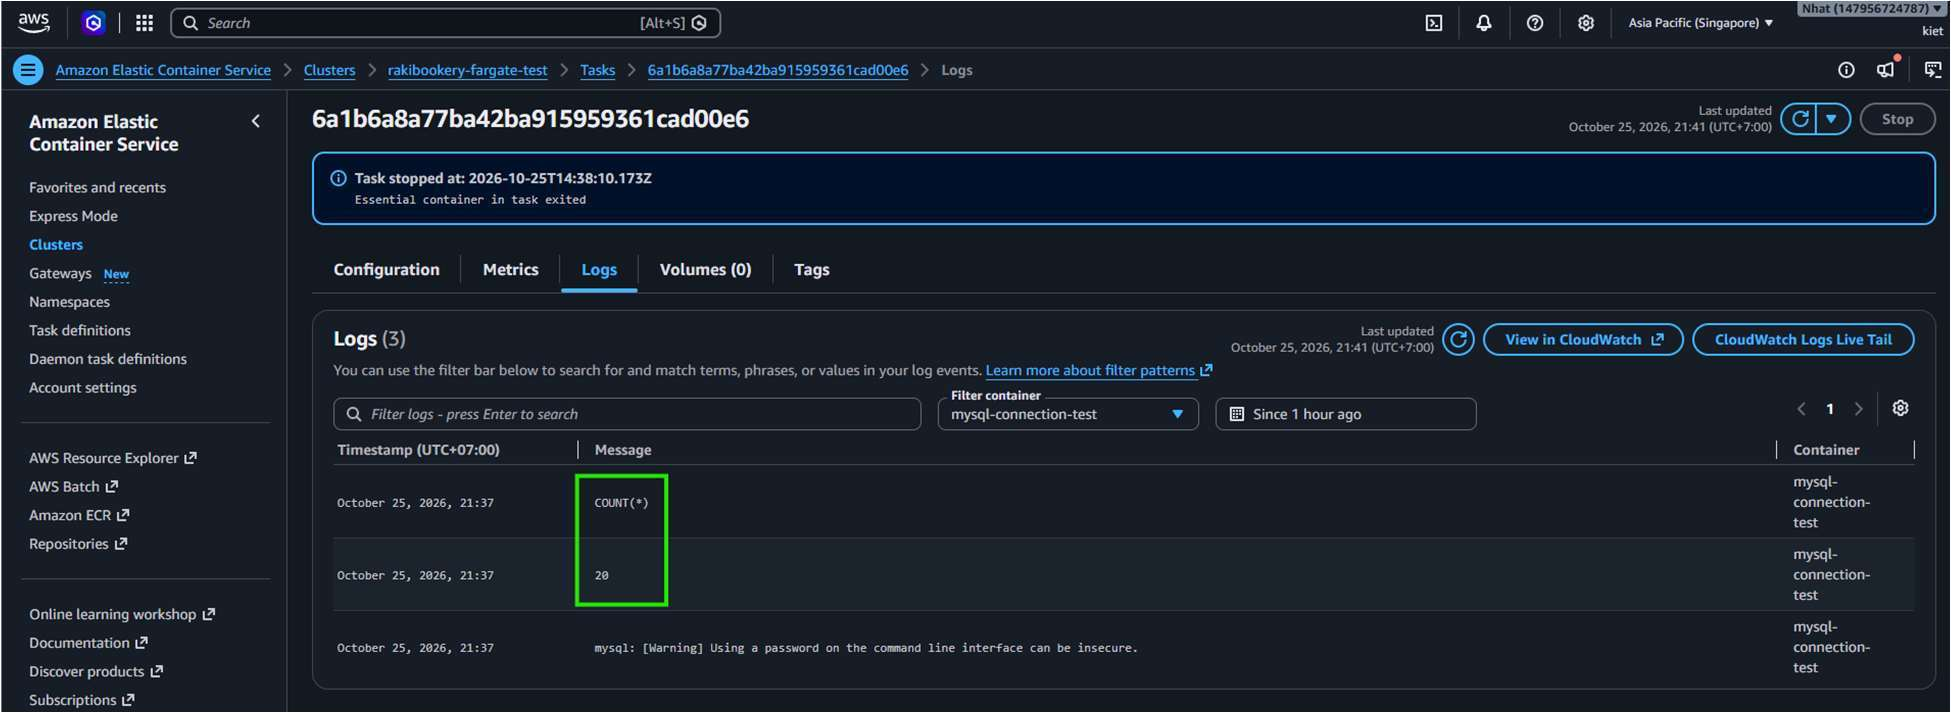 aws
Search
[Alt+S]
Asia Pacific (Singapore)
Nhat (147956724787)
kiet
Amazon Elastic Container Service
Clusters
rakibookery-fargate-test
Tasks
6a1b6a8a77ba42ba915959361cad00e6
Logs
Amazon Elastic
Container Service
Favorites and recents
Express Mode
Clusters
Gateways New
Namespaces
Task definitions
Daemon task definitions
Account settings
AWS Resource Explorer
AWS Batch
Amazon ECR
Repositories
Online learning workshop
Documentation
Discover products
Subscriptions
6a1b6a8a77ba42ba915959361cad00e6
Last updated
October 25, 2026, 21:41 (UTC+7:00)
Stop
Task stopped at: 2026-10-25T14:38:10.173Z
Essential container in task exited
Configuration
Metrics
Logs
Volumes (0)
Tags
Logs (3)
Last updated
October 25, 2026, 21:41 (UTC+7:00)
View in CloudWatch
CloudWatch Logs Live Tail
You can use the filter bar below to search for and match terms, phrases, or values in your log events. Learn more about filter patterns
Filter logs - press Enter to search
Filter container
mysql-connection-test
Since 1 hour ago
1
Timestamp (UTC+07:00)
Message
Container
October 25, 2026, 21:37
COUNT(*)
mysql-
connection-
test
October 25, 2026, 21:37
20
mysql-
connection-
test
October 25, 2026, 21:37
mysql: [Warning] Using a password on the command line interface can be insecure.
mysql-
connection-
test